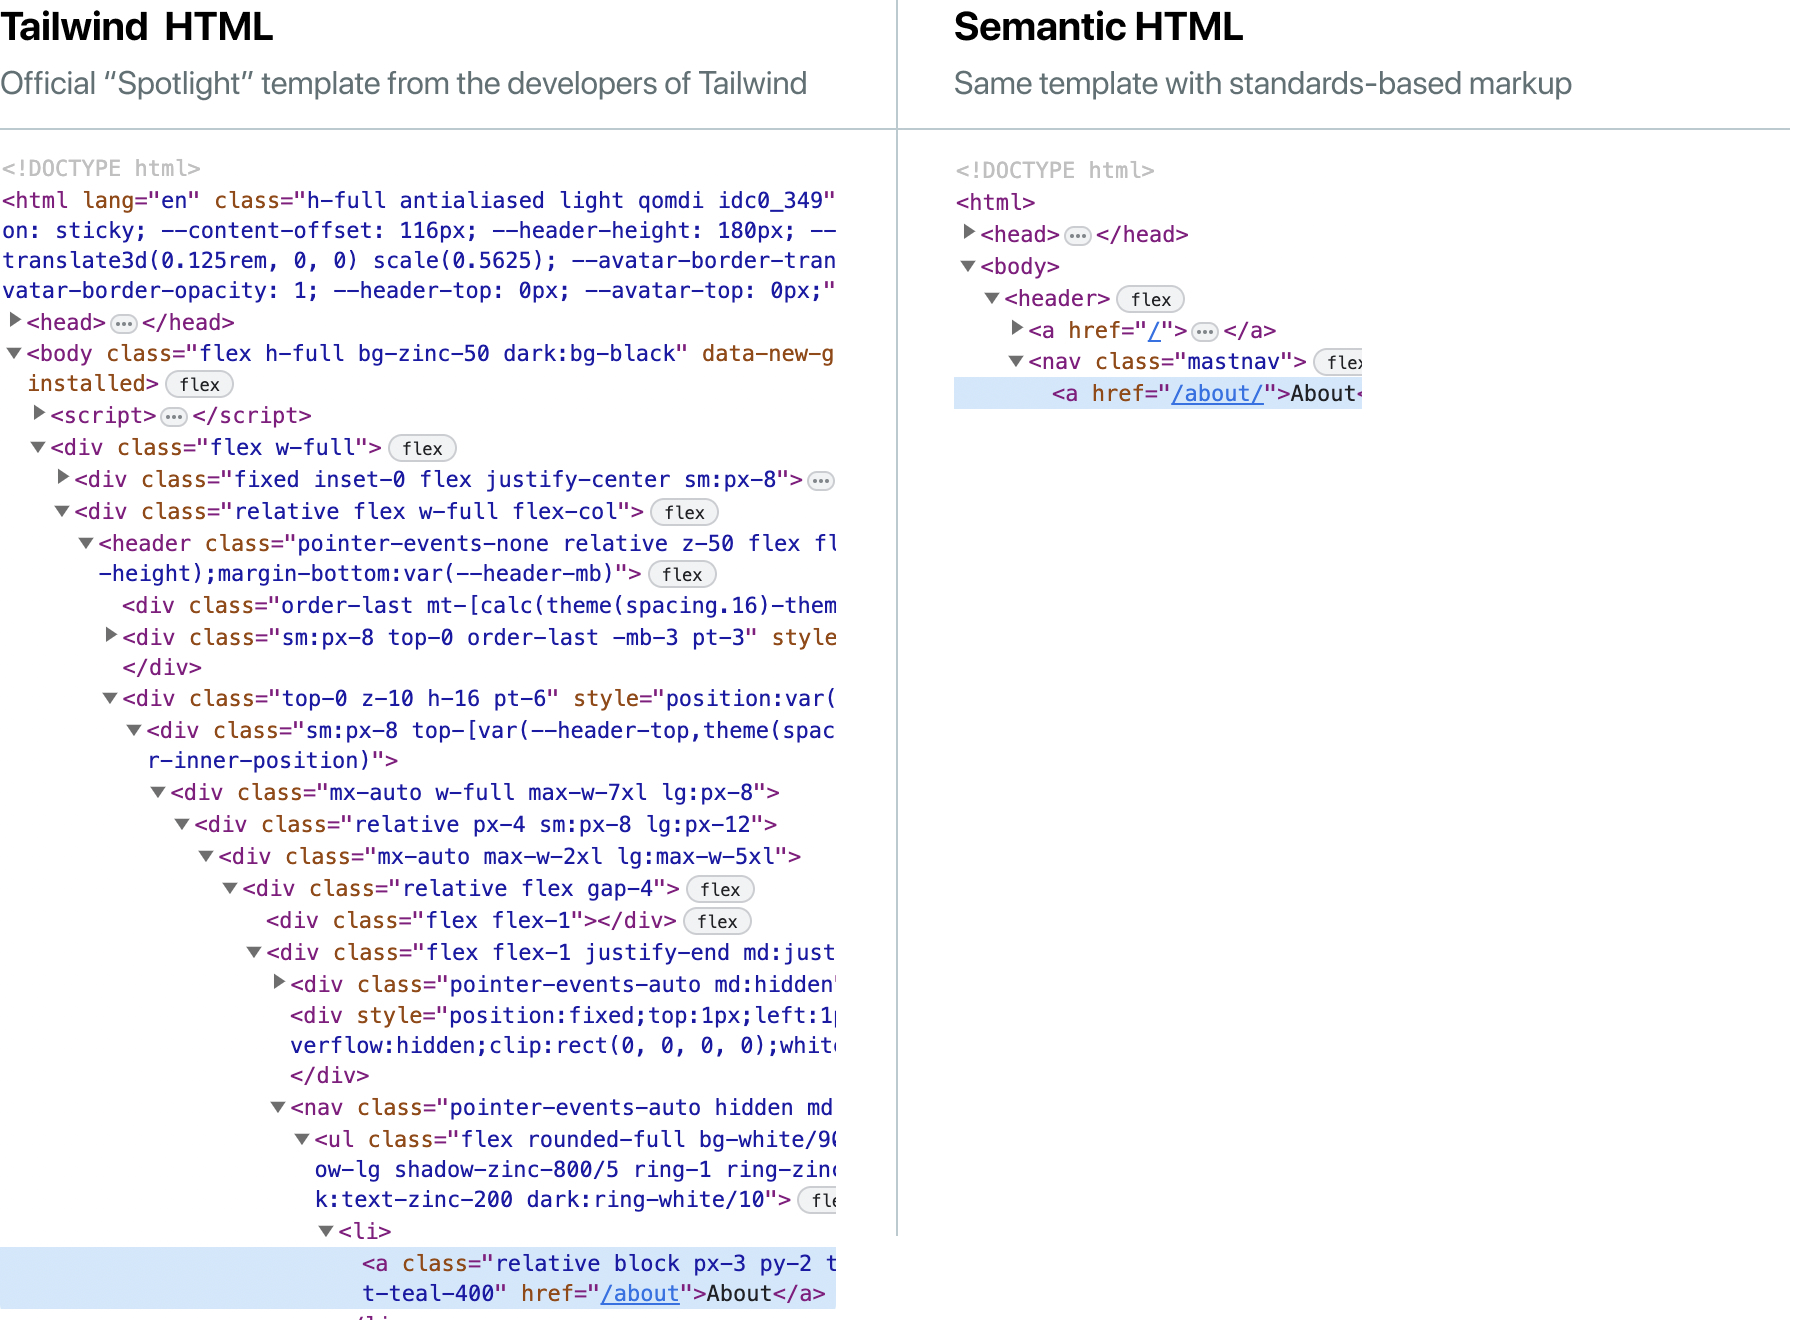 Tailwind HTML
Official “Spotlight” template from the developers of Tailwind
<!DOCTYPE html>
<html lang="en" class="h-full antialiased light qomdi idc0_349"
on: sticky; --content-offset: 116px; --header-height: 180px; --
translate3d(0.125rem, 0, 0) scale(0.5625); --avatar-border-tran
vatar-border-opacity: 1; --header-top: 0px; --avatar-top: 0px;"
<head> ••• </head>
<body class="flex h-full bg-zinc-50 dark:bg-black" data-new-g
installed> flex
<script> ••• </script>
<div class="flex w-full"> flex
<div class="fixed inset-0 flex justify-center sm:px-8"> •••
<div class="relative flex w-full flex-col"> flex
<header class="pointer-events-none relative z-50 flex fl
-height);margin-bottom:var(--header-mb)"> flex
<div class="order-last mt-[calc(theme(spacing.16)-them
<div class="sm:px-8 top-0 order-last -mb-3 pt-3" style
</div>
<div class="top-0 z-10 h-16 pt-6" style="position:var(
<div class="sm:px-8 top-[var(--header-top,theme(spac
r-inner-position)">
<div class="mx-auto w-full max-w-7xl lg:px-8">
<div class="relative px-4 sm:px-8 lg:px-12">
<div class="mx-auto max-w-2xl lg:max-w-5xl">
<div class="relative flex gap-4"> flex
<div class="flex flex-1"></div> flex
<div class="flex flex-1 justify-end md:just
<div class="pointer-events-auto md:hidden"
<div style="position:fixed;top:1px;left:1p
verflow:hidden;clip:rect(0, 0, 0, 0);white
</div>
<nav class="pointer-events-auto hidden md
<ul class="flex rounded-full bg-white/90
ow-lg shadow-zinc-800/5 ring-1 ring-zinc
k:text-zinc-200 dark:ring-white/10"> fle
<li>
<a class="relative block px-3 py-2 t
t-teal-400" href="/about">About</a>
Semantic HTML
Same template with standards-based markup
<!DOCTYPE html>
<html>
<head> ••• </head>
<body>
<header> flex
<a href="/"> ••• </a>
<nav class="mastnav"> flex
<a href="/about/">About<